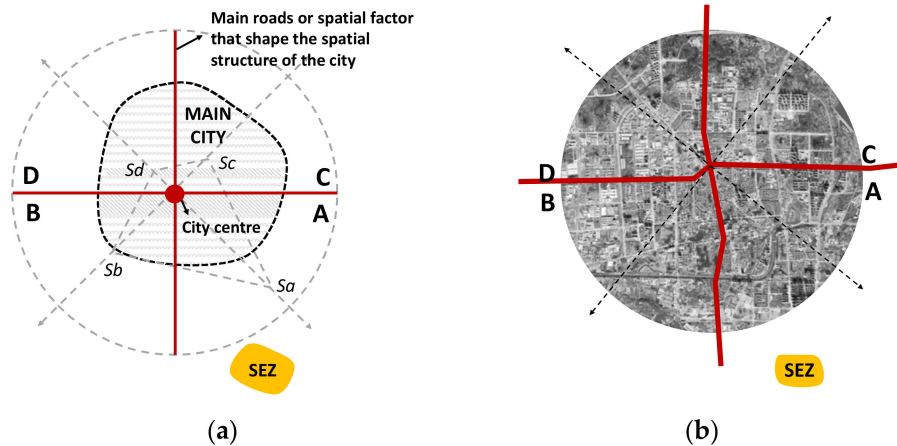 Main roads or spatial factor
that shape the spatial
structure of the city
MAIN
CITY
Sd
Sc
D
C
B
A
City centre
Sb
Sa
SEZ
(a)
D
C
B
A
SEZ
(b)